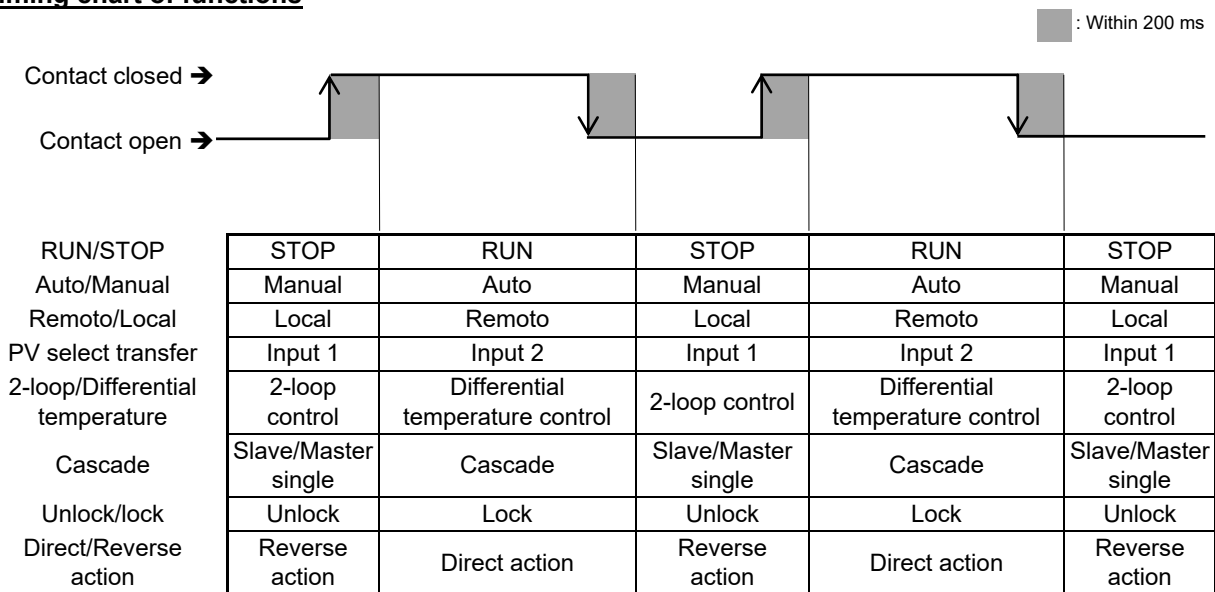 chart of functions
: Within 200 ms
Contact closed ➔
Contact open ➔
RUN/STOP STOP RUN STOP RUN STOP
Auto/Manual Manual Auto Manual Auto Manual
Remoto/Local Local Remoto Local Remoto Local
PV select transfer Input 1 Input 2 Input 1 Input 2 Input 1
2-loop/Differential temperature 2-loop control Differential temperature control 2-loop control Differential temperature control 2-loop control
Cascade Slave/Master single Cascade Slave/Master single Cascade Slave/Master single
Unlock/lock Unlock Lock Unlock Lock Unlock
Direct/Reverse action Reverse action Direct action Reverse action Direct action Reverse action